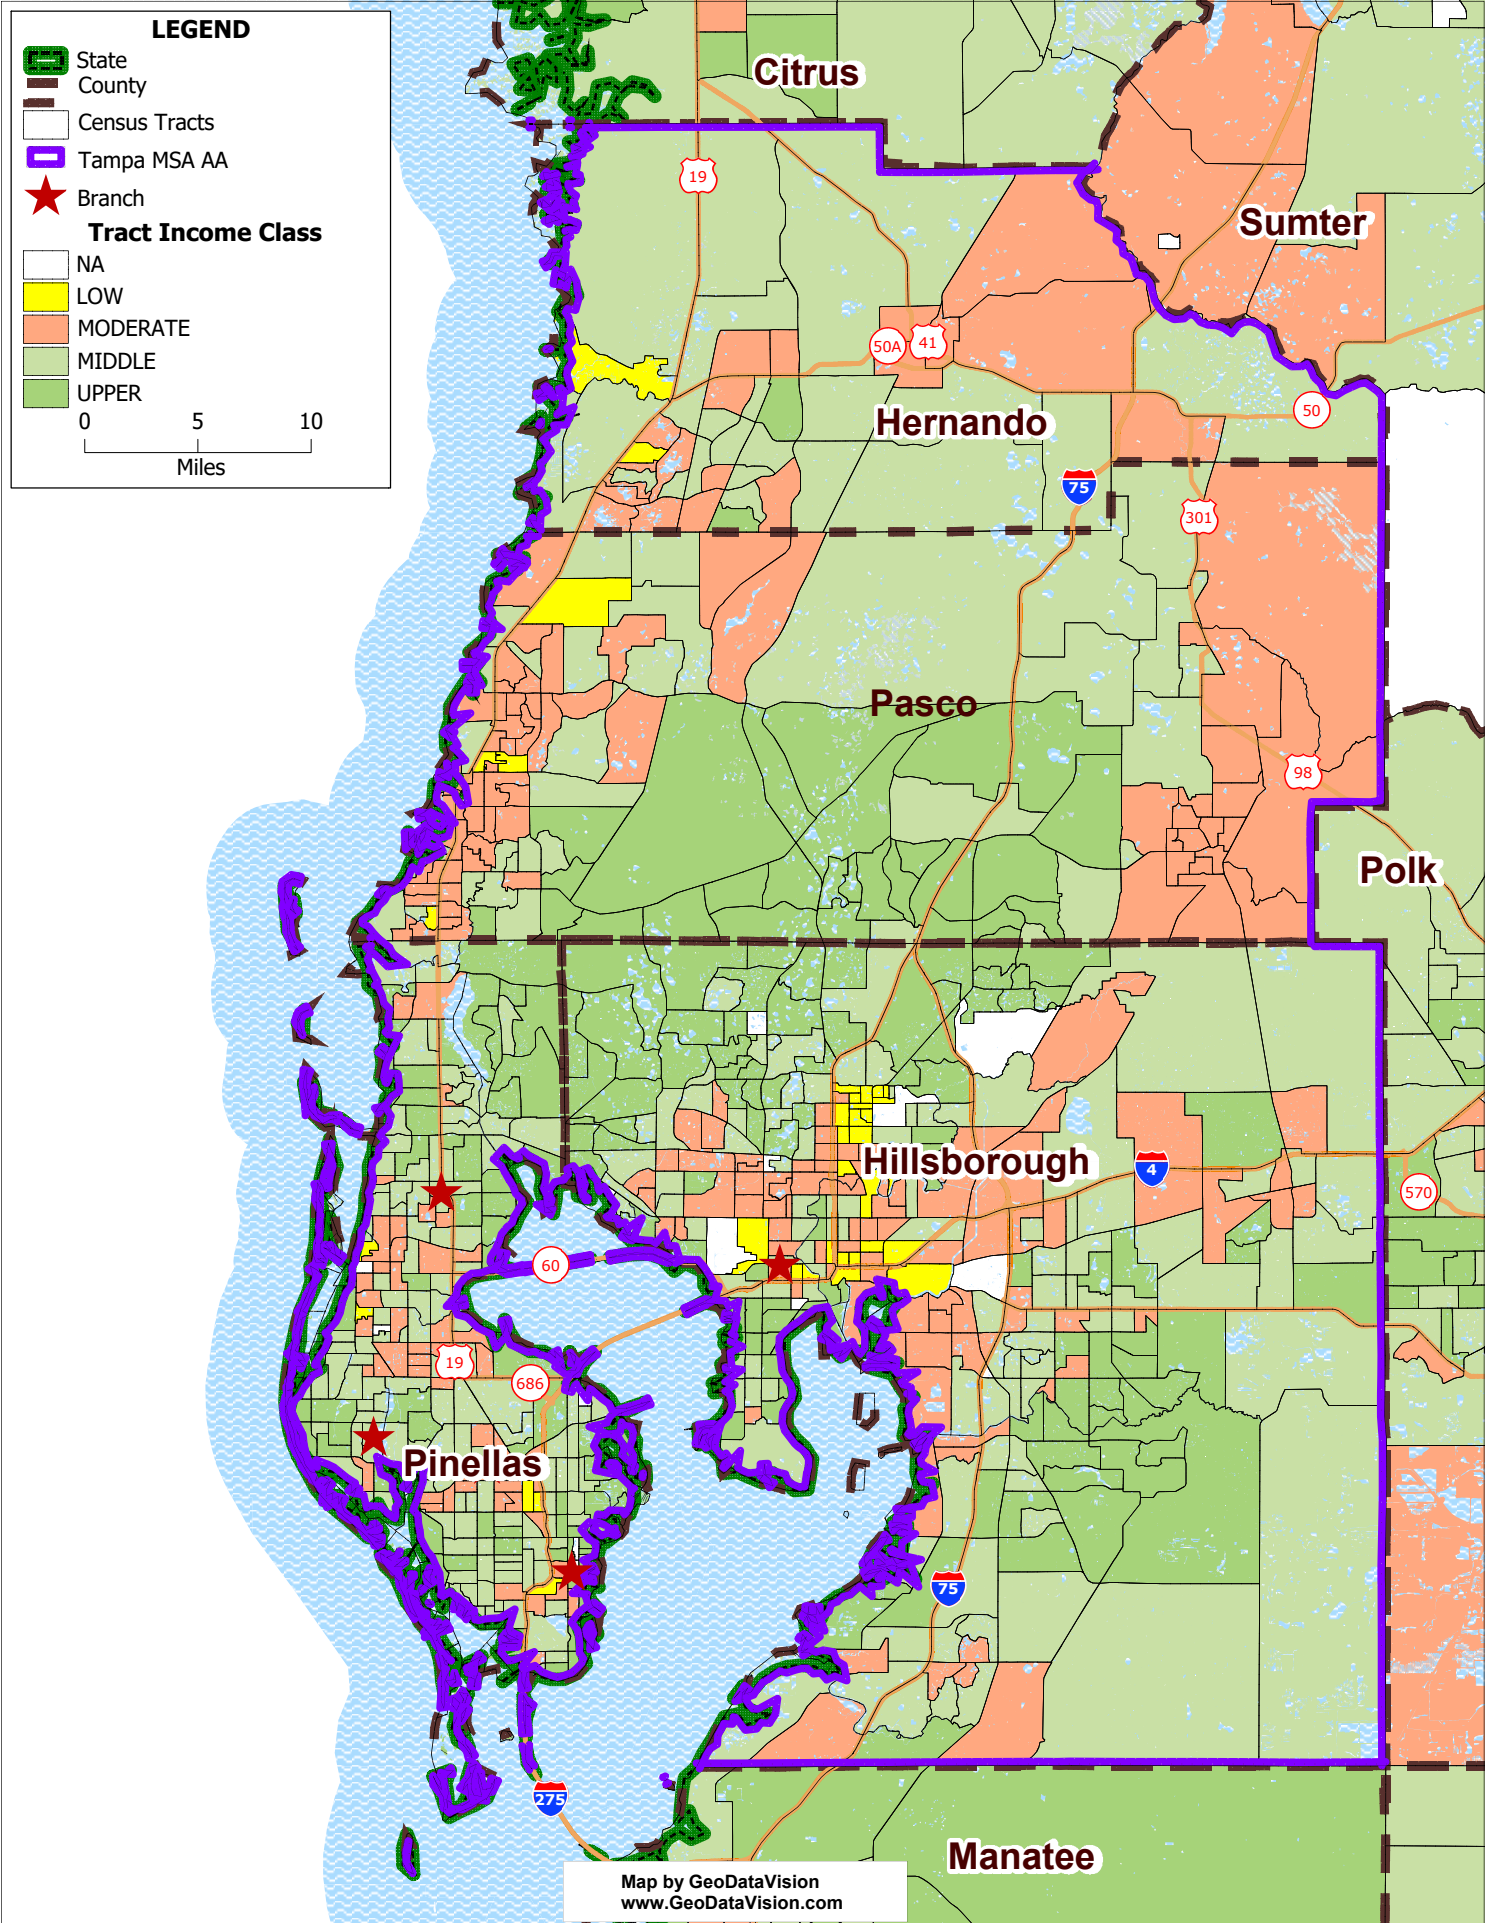 LEGEND
State
County
Census Tracts
Tampa MSA AA
Branch
Tract Income Class
NA
LOW
MODERATE
MIDDLE
UPPER
0 5 10
Miles
Citrus
19
Sumter
50A 41
50
Hernando
75
301
Pasco
98
Polk
Hillsborough
4
570
60
19
686
Pinellas
75
275
Manatee
Map by GeoDataVision
www.GeoDataVision.com